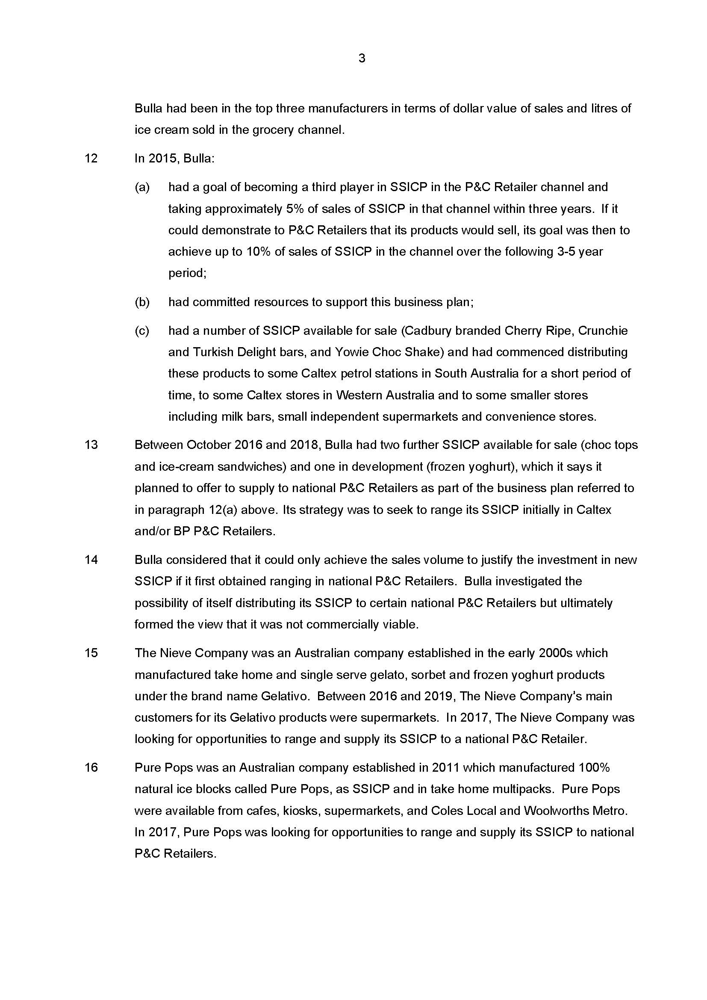 3
Bulla had been in the top three manufacturers in terms of dollar value of sales and litres of
ice cream sold in the grocery channel.
12 In 2015, Bulla:
(a) had a goal of becoming a third player in SSICP in the P&C Retailer channel and
taking approximately 5% of sales of SSICP in that channel within three years. If it
could demonstrate to P&C Retailers that its products would sell, its goal was then to
achieve up to 10% of sales of SSICP in the channel over the following 3-5 year
period;
(b) had committed resources to support this business plan;
(c) had a number of SSICP available for sale (Cadbury branded Cherry Ripe, Crunchie
and Turkish Delight bars, and Yowie Choc Shake) and had commenced distributing
these products to some Caltex petrol stations in South Australia for a short period of
time, to some Caltex stores in Western Australia and to some smaller stores
including milk bars, small independent supermarkets and convenience stores.
13 Between October 2016 and 2018, Bulla had two further SSICP available for sale (choc tops
and ice-cream sandwiches) and one in development (frozen yoghurt), which it says it
planned to offer to supply to national P&C Retailers as part of the business plan referred to
in paragraph 12(a) above. Its strategy was to seek to range its SSICP initially in Caltex
and/or BP P&C Retailers.
14 Bulla considered that it could only achieve the sales volume to justify the investment in new
SSICP if it first obtained ranging in national P&C Retailers. Bulla investigated the
possibility of itself distributing its SSICP to certain national P&C Retailers but ultimately
formed the view that it was not commercially viable.
15 The Nieve Company was an Australian company established in the early 2000s which
manufactured take home and single serve gelato, sorbet and frozen yoghurt products
under the brand name Gelativo. Between 2016 and 2019, The Nieve Company's main
customers for its Gelativo products were supermarkets. In 2017, The Nieve Company was
looking for opportunities to range and supply its SSICP to a national P&C Retailer.
16 Pure Pops was an Australian company established in 2011 which manufactured 100%
natural ice blocks called Pure Pops, as SSICP and in take home multipacks. Pure Pops
were available from cafes, kiosks, supermarkets, and Coles Local and Woolworths Metro.
In 2017, Pure Pops was looking for opportunities to range and supply its SSICP to national
P&C Retailers.